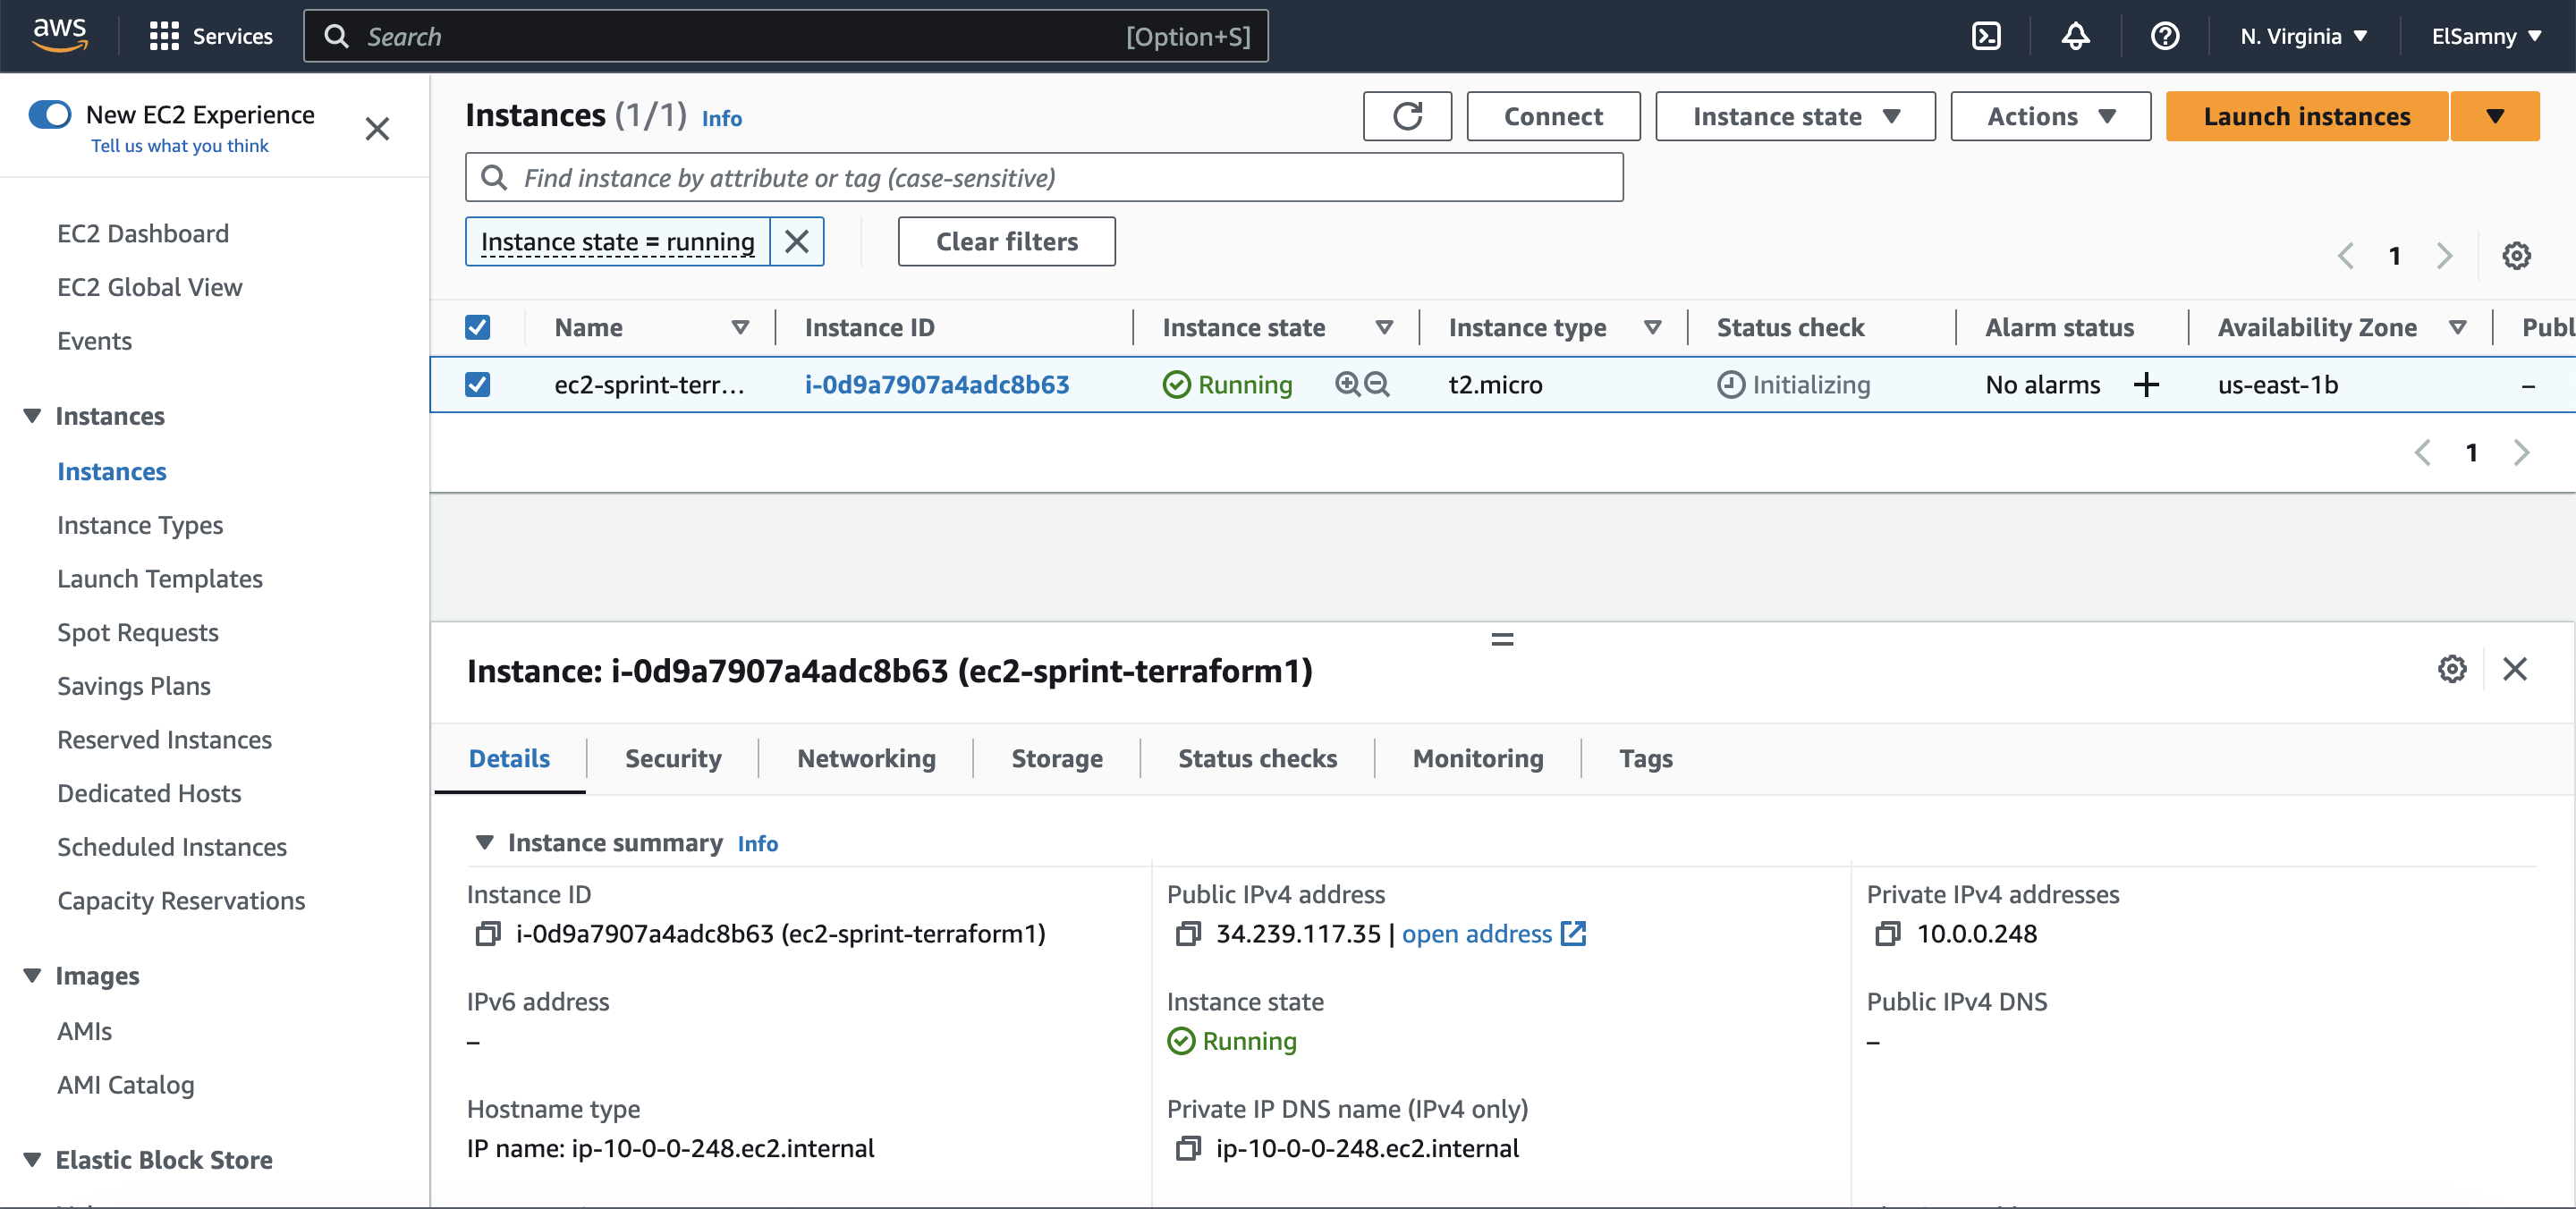 aws
Services
Search
[Option+S]
N. Virginia
ElSamny
New EC2 Experience
Tell us what you think
EC2 Dashboard
EC2 Global View
Events
Instances
Instances
Instance Types
Launch Templates
Spot Requests
Savings Plans
Reserved Instances
Dedicated Hosts
Scheduled Instances
Capacity Reservations
Images
AMIs
AMI Catalog
Elastic Block Store
Instances (1/1) Info
Connect
Instance state
Actions
Launch instances
Find instance by attribute or tag (case-sensitive)
Instance state = running
Clear filters
1
Name Instance ID Instance state Instance type Status check Alarm status Availability Zone Publ
ec2-sprint-terr... i-0d9a7907a4adc8b63 Running t2.micro Initializing No alarms + us-east-1b –
1
Instance: i-0d9a7907a4adc8b63 (ec2-sprint-terraform1)
Details Security Networking Storage Status checks Monitoring Tags
Instance summary Info
Instance ID
i-0d9a7907a4adc8b63 (ec2-sprint-terraform1)
Public IPv4 address
34.239.117.35 | open address
Private IPv4 addresses
10.0.0.248
IPv6 address
–
Instance state
Running
Public IPv4 DNS
–
Hostname type
IP name: ip-10-0-0-248.ec2.internal
Private IP DNS name (IPv4 only)
ip-10-0-0-248.ec2.internal